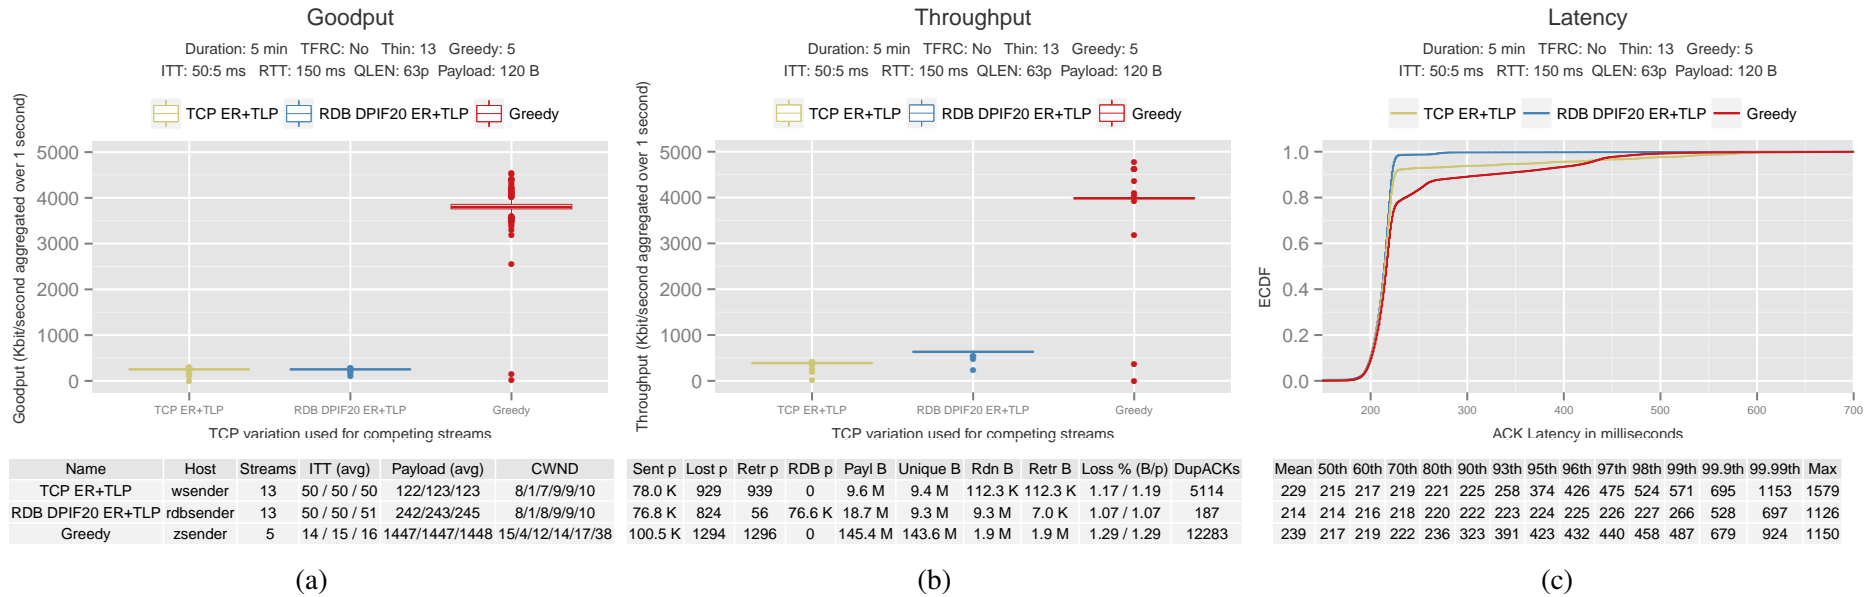 Goodput
Duration: 5 min TFRC: No Thin: 13 Greedy: 5
ITT: 50:5 ms RTT: 150 ms QLEN: 63p Payload: 120 B
TCP ER+TLP RDB DPIF20 ER+TLP Greedy
Goodput (Kbit/second aggregated over 1 second)
5000
4000
3000
2000
1000
0
TCP ER+TLP RDB DPIF20 ER+TLP Greedy
TCP variation used for competing streams
Name Host Streams ITT (avg) Payload (avg) CWND
TCP ER+TLP wsender 13 50 / 50 / 50 122/123/123 8/1/7/9/9/10
RDB DPIF20 ER+TLP rdbsender 13 50 / 50 / 51 242/243/245 8/1/8/9/9/10
Greedy zsender 5 14 / 15 / 16 1447/1447/1448 15/4/12/14/17/38
(a)
Throughput
Duration: 5 min TFRC: No Thin: 13 Greedy: 5
ITT: 50:5 ms RTT: 150 ms QLEN: 63p Payload: 120 B
TCP ER+TLP RDB DPIF20 ER+TLP Greedy
Throughput (Kbit/second aggregated over 1 second)
5000
4000
3000
2000
1000
0
TCP ER+TLP RDB DPIF20 ER+TLP Greedy
TCP variation used for competing streams
Sent p Lost p Retr p RDB p Payl B Unique B Rdn B Retr B Loss % (B/p) DupACKs
78.0 K 929 939 0 9.6 M 9.4 M 112.3 K 112.3 K 1.17 / 1.19 5114
76.8 K 824 56 76.6 K 18.7 M 9.3 M 9.3 M 7.0 K 1.07 / 1.07 187
100.5 K 1294 1296 0 145.4 M 143.6 M 1.9 M 1.9 M 1.29 / 1.29 12283
(b)
Latency
Duration: 5 min TFRC: No Thin: 13 Greedy: 5
ITT: 50:5 ms RTT: 150 ms QLEN: 63p Payload: 120 B
TCP ER+TLP RDB DPIF20 ER+TLP Greedy
ECDF
1.0
0.8
0.6
0.4
0.2
0.0
200 300 400 500 600 700
ACK Latency in milliseconds
Mean 50th 60th 70th 80th 90th 93th 95th 96th 97th 98th 99th 99.9th 99.99th Max
229 215 217 219 221 225 258 374 426 475 524 571 695 1153 1579
214 214 216 218 220 222 223 224 225 226 227 266 528 697 1126
239 217 219 222 236 323 391 423 432 440 458 487 679 924 1150
(c)